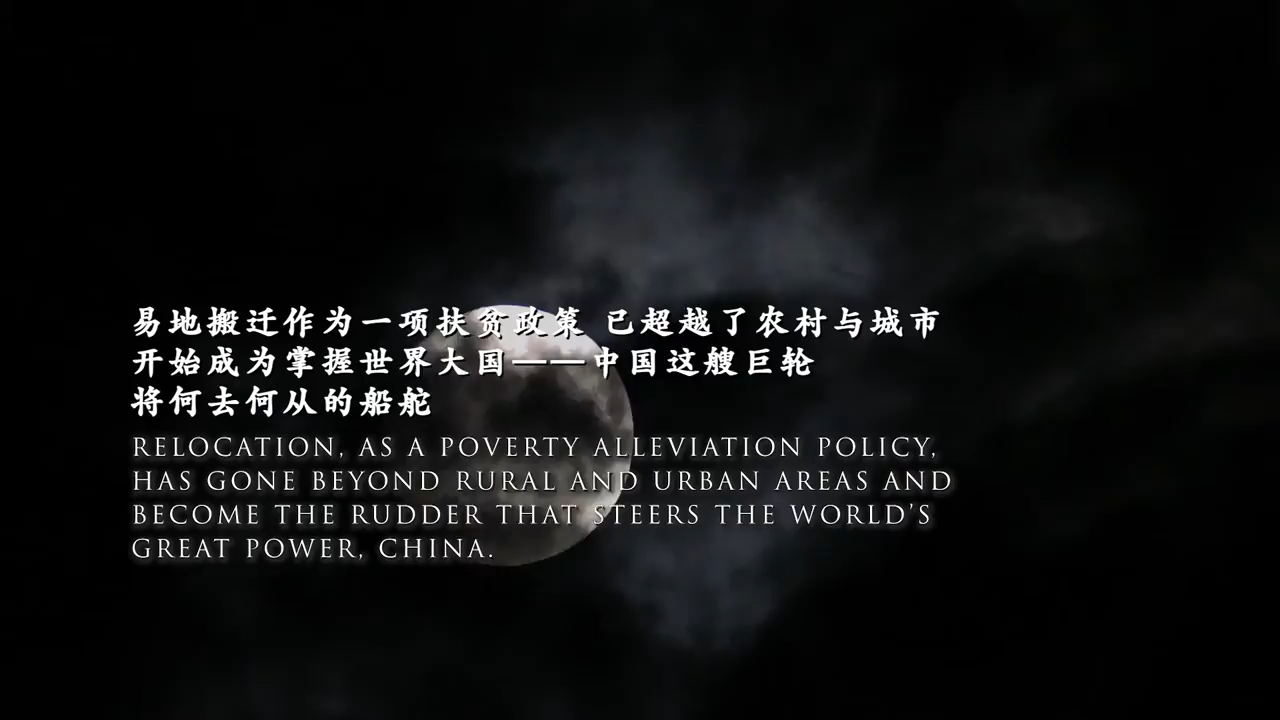 易地搬迁作为一项扶贫政策 已超越了农村与城市
开始成为掌握世界大国——中国这艘巨轮
将何去何从的船舵
RELOCATION, AS A POVERTY ALLEVIATION POLICY,
HAS GONE BEYOND RURAL AND URBAN AREAS AND
BECOME THE RUDDER THAT STEERS THE WORLD'S
GREAT POWER, CHINA.